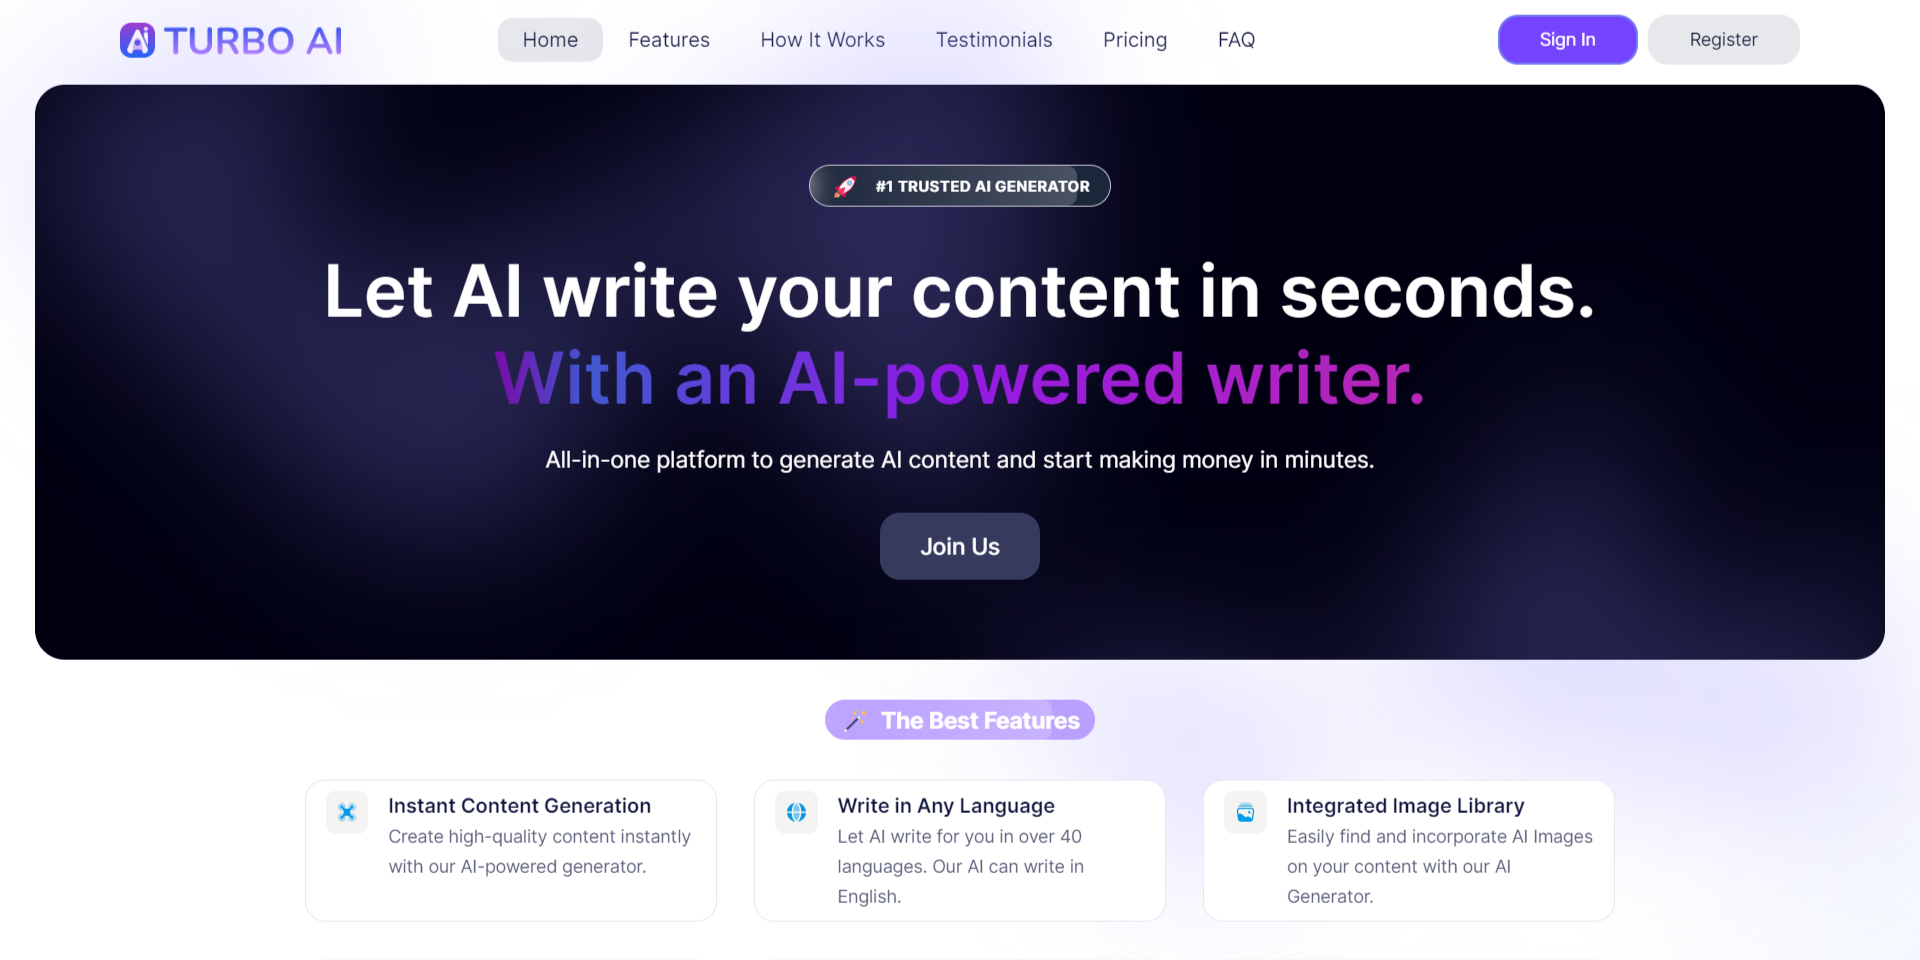 TURBO AI
Home
Features
How It Works
Testimonials
Pricing
FAQ
Sign In
Register
#1 TRUSTED AI GENERATOR
Let AI write your content in seconds.
With an AI-powered writer.
All-in-one platform to generate AI content and start making money in minutes.
Join Us
The Best Features
Instant Content Generation
Create high-quality content instantly
with our AI-powered generator.
Write in Any Language
Let AI write for you in over 40
languages. Our AI can write in
English.
Integrated Image Library
Easily find and incorporate AI Images
on your content with our AI
Generator.